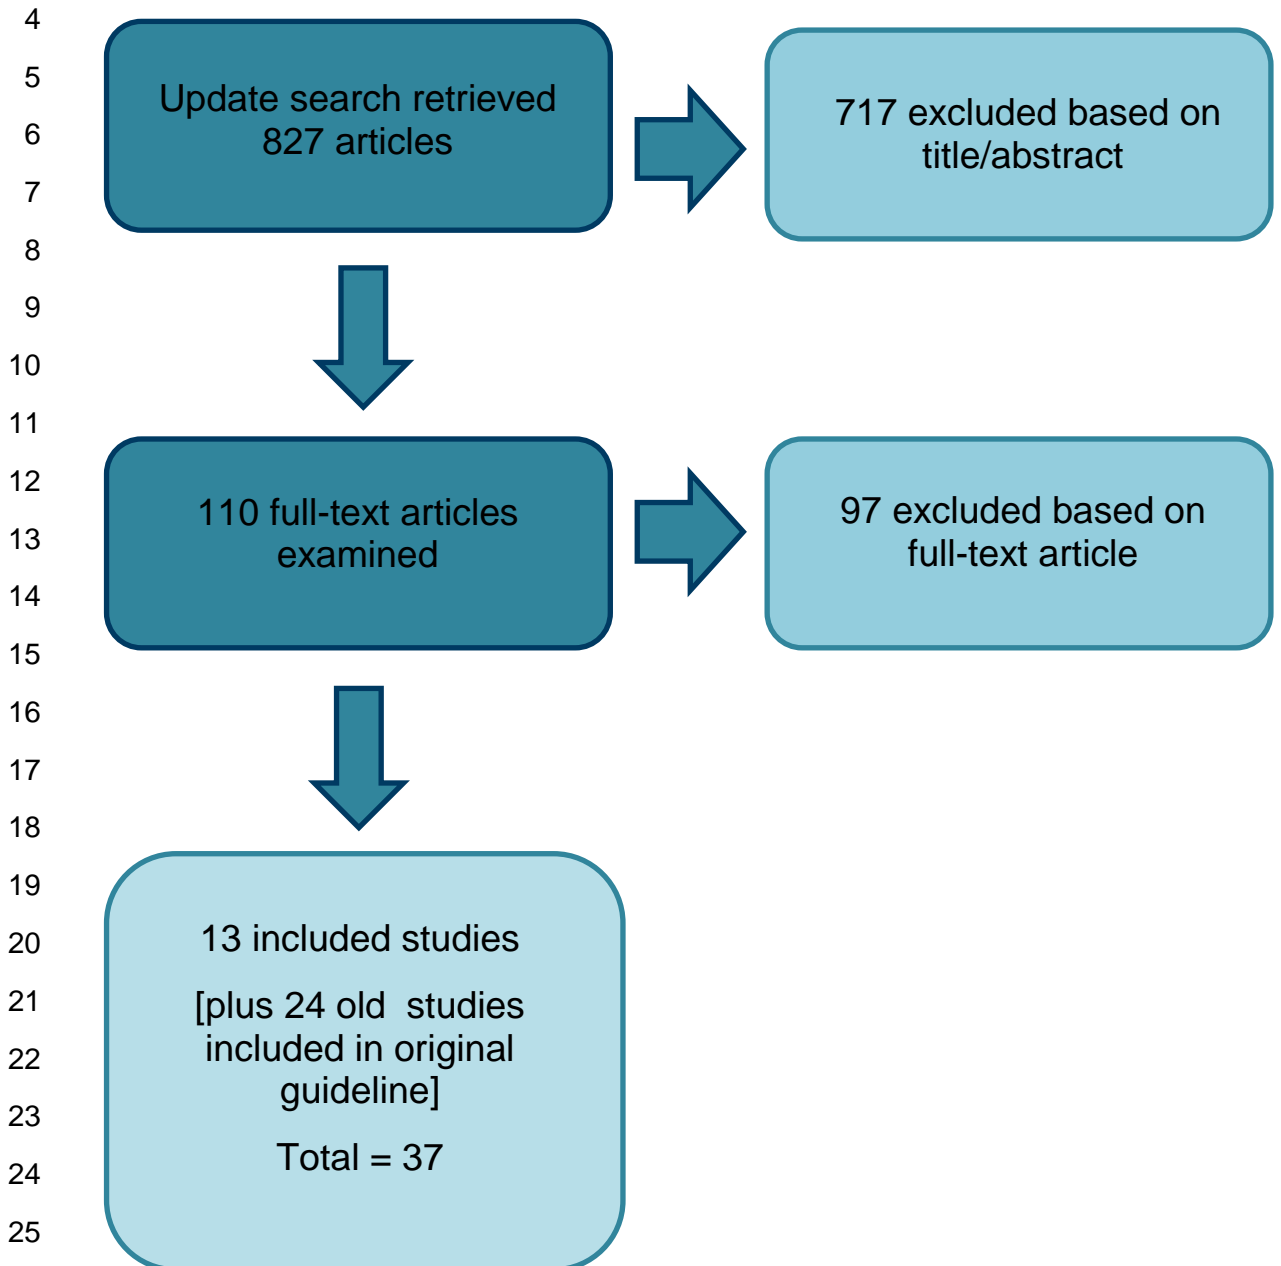 4
5
6
7
8
9
10
11
12
13
14
15
16
17
18
19
20
21
22
23
24
25
Update search retrieved
827 articles
717 excluded based on
title/abstract
110 full-text articles
examined
97 excluded based on
full-text article
13 included studies
[plus 24 old  studies
included in original
guideline]
Total = 37